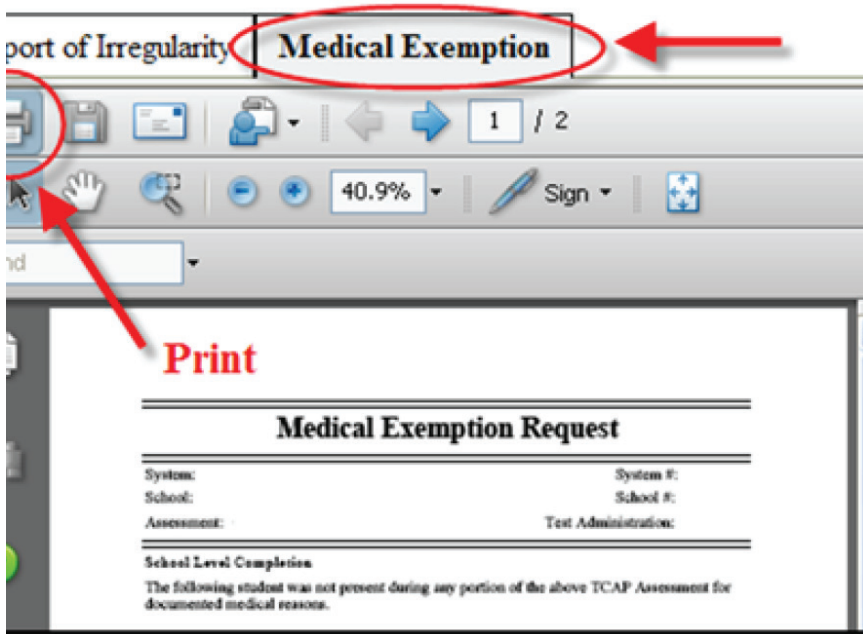 port of Irregularity Medical Exemption
1 / 2
40.9% Sign
nd
Print
Medical Exemption Request
System: System #:
School: School #:
Assessment: Test Administration:
School Level Completion
The following student was not present during any portion of the above TCAP Assessment for
documented medical reasons.